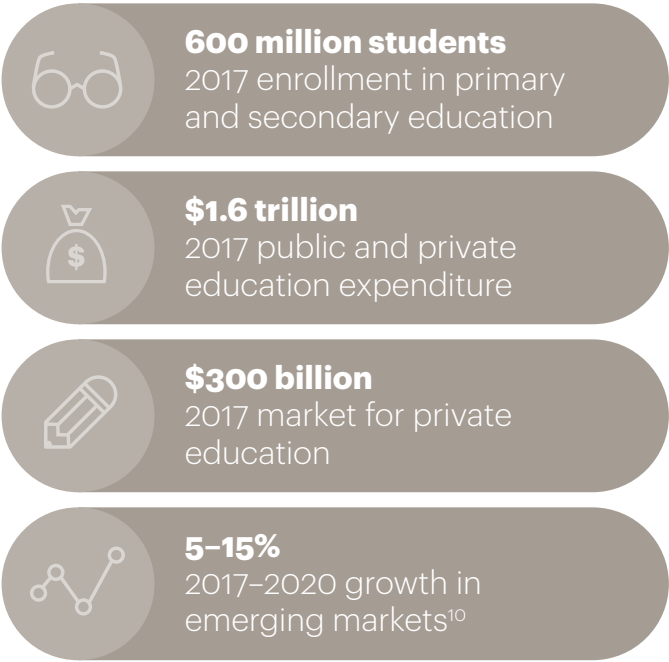 600 million students
2017 enrollment in primary
and secondary education
$
$1.6 trillion
2017 public and private
education expenditure
$300 billion
2017 market for private
education
5–15%
2017–2020 growth in
emerging markets¹⁰